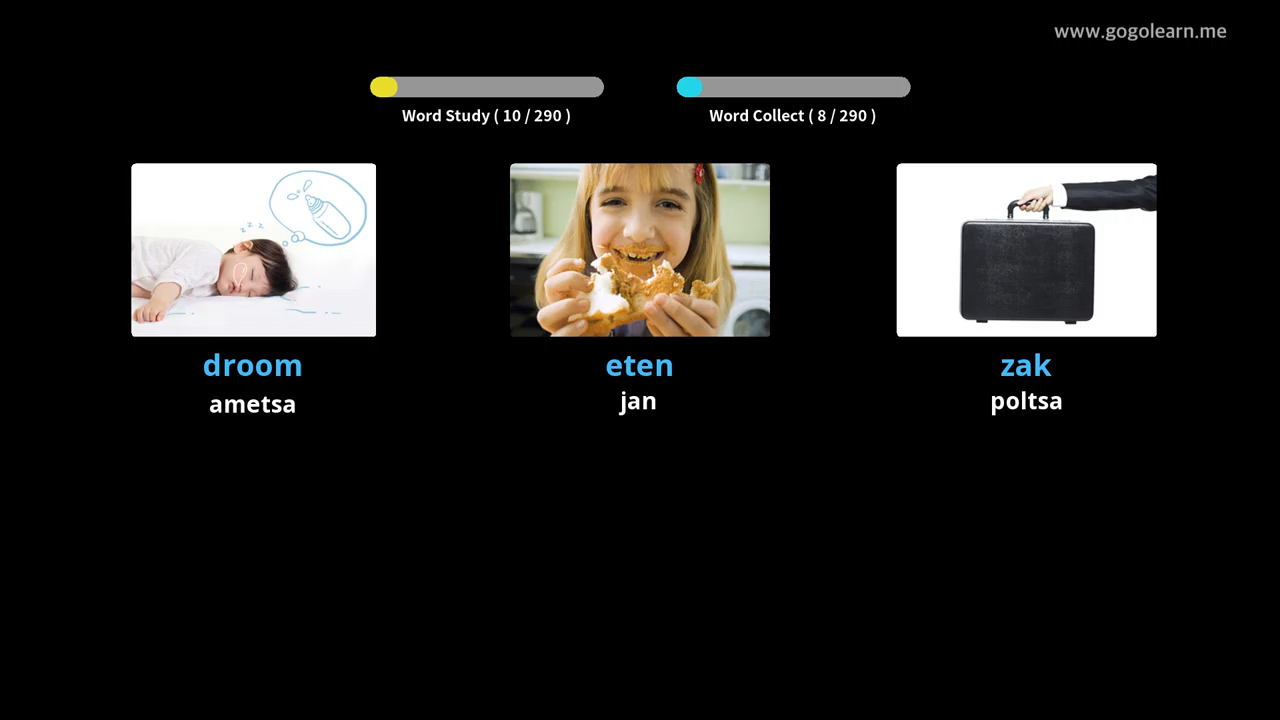 www.gogolearn.me
Word Study ( 10 / 290 )
Word Collect ( 8 / 290 )
z z z z
droom
eten
zak
ametsa
jan
poltsa